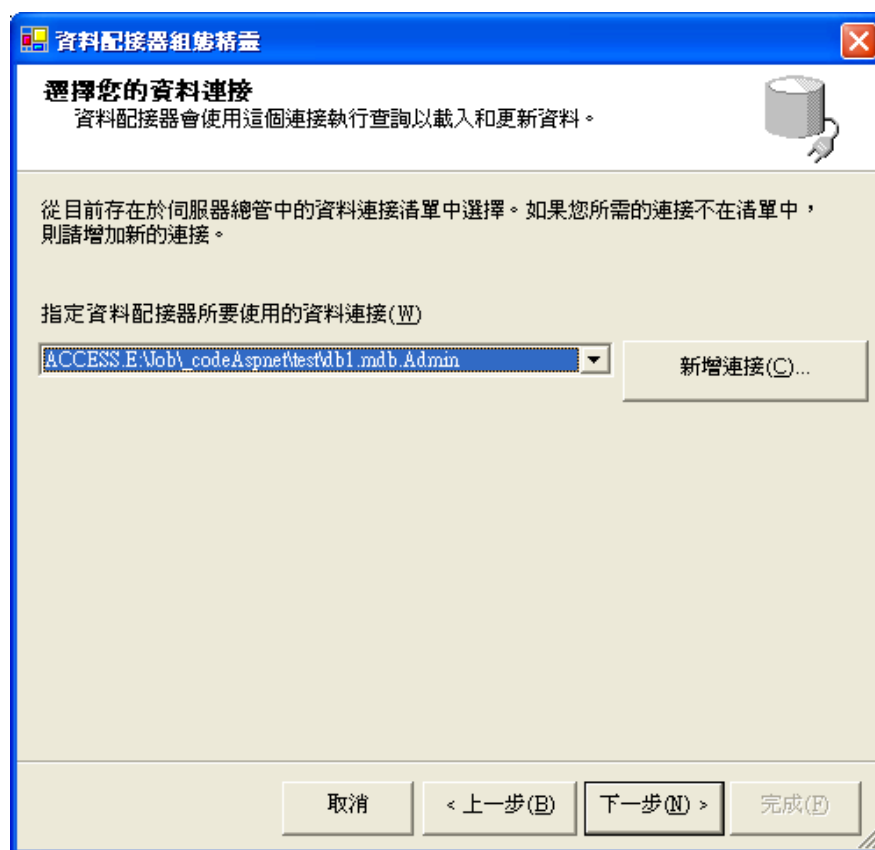 資料配接器組態精靈
選擇您的資料連接
資料配接器會使用這個連接執行查詢以載入和更新資料。
從目前存在於伺服器總管中的資料連接清單中選擇。如果您所需的連接不在清單中，
則請增加新的連接。
指定資料配接器所要使用的資料連接(W)
ACCESS.E:\Job\_codeAspnet\test\db1.mdb.Admin
新增連接(C)...
取消
< 上一步(B)
下一步(N) >
完成(F)